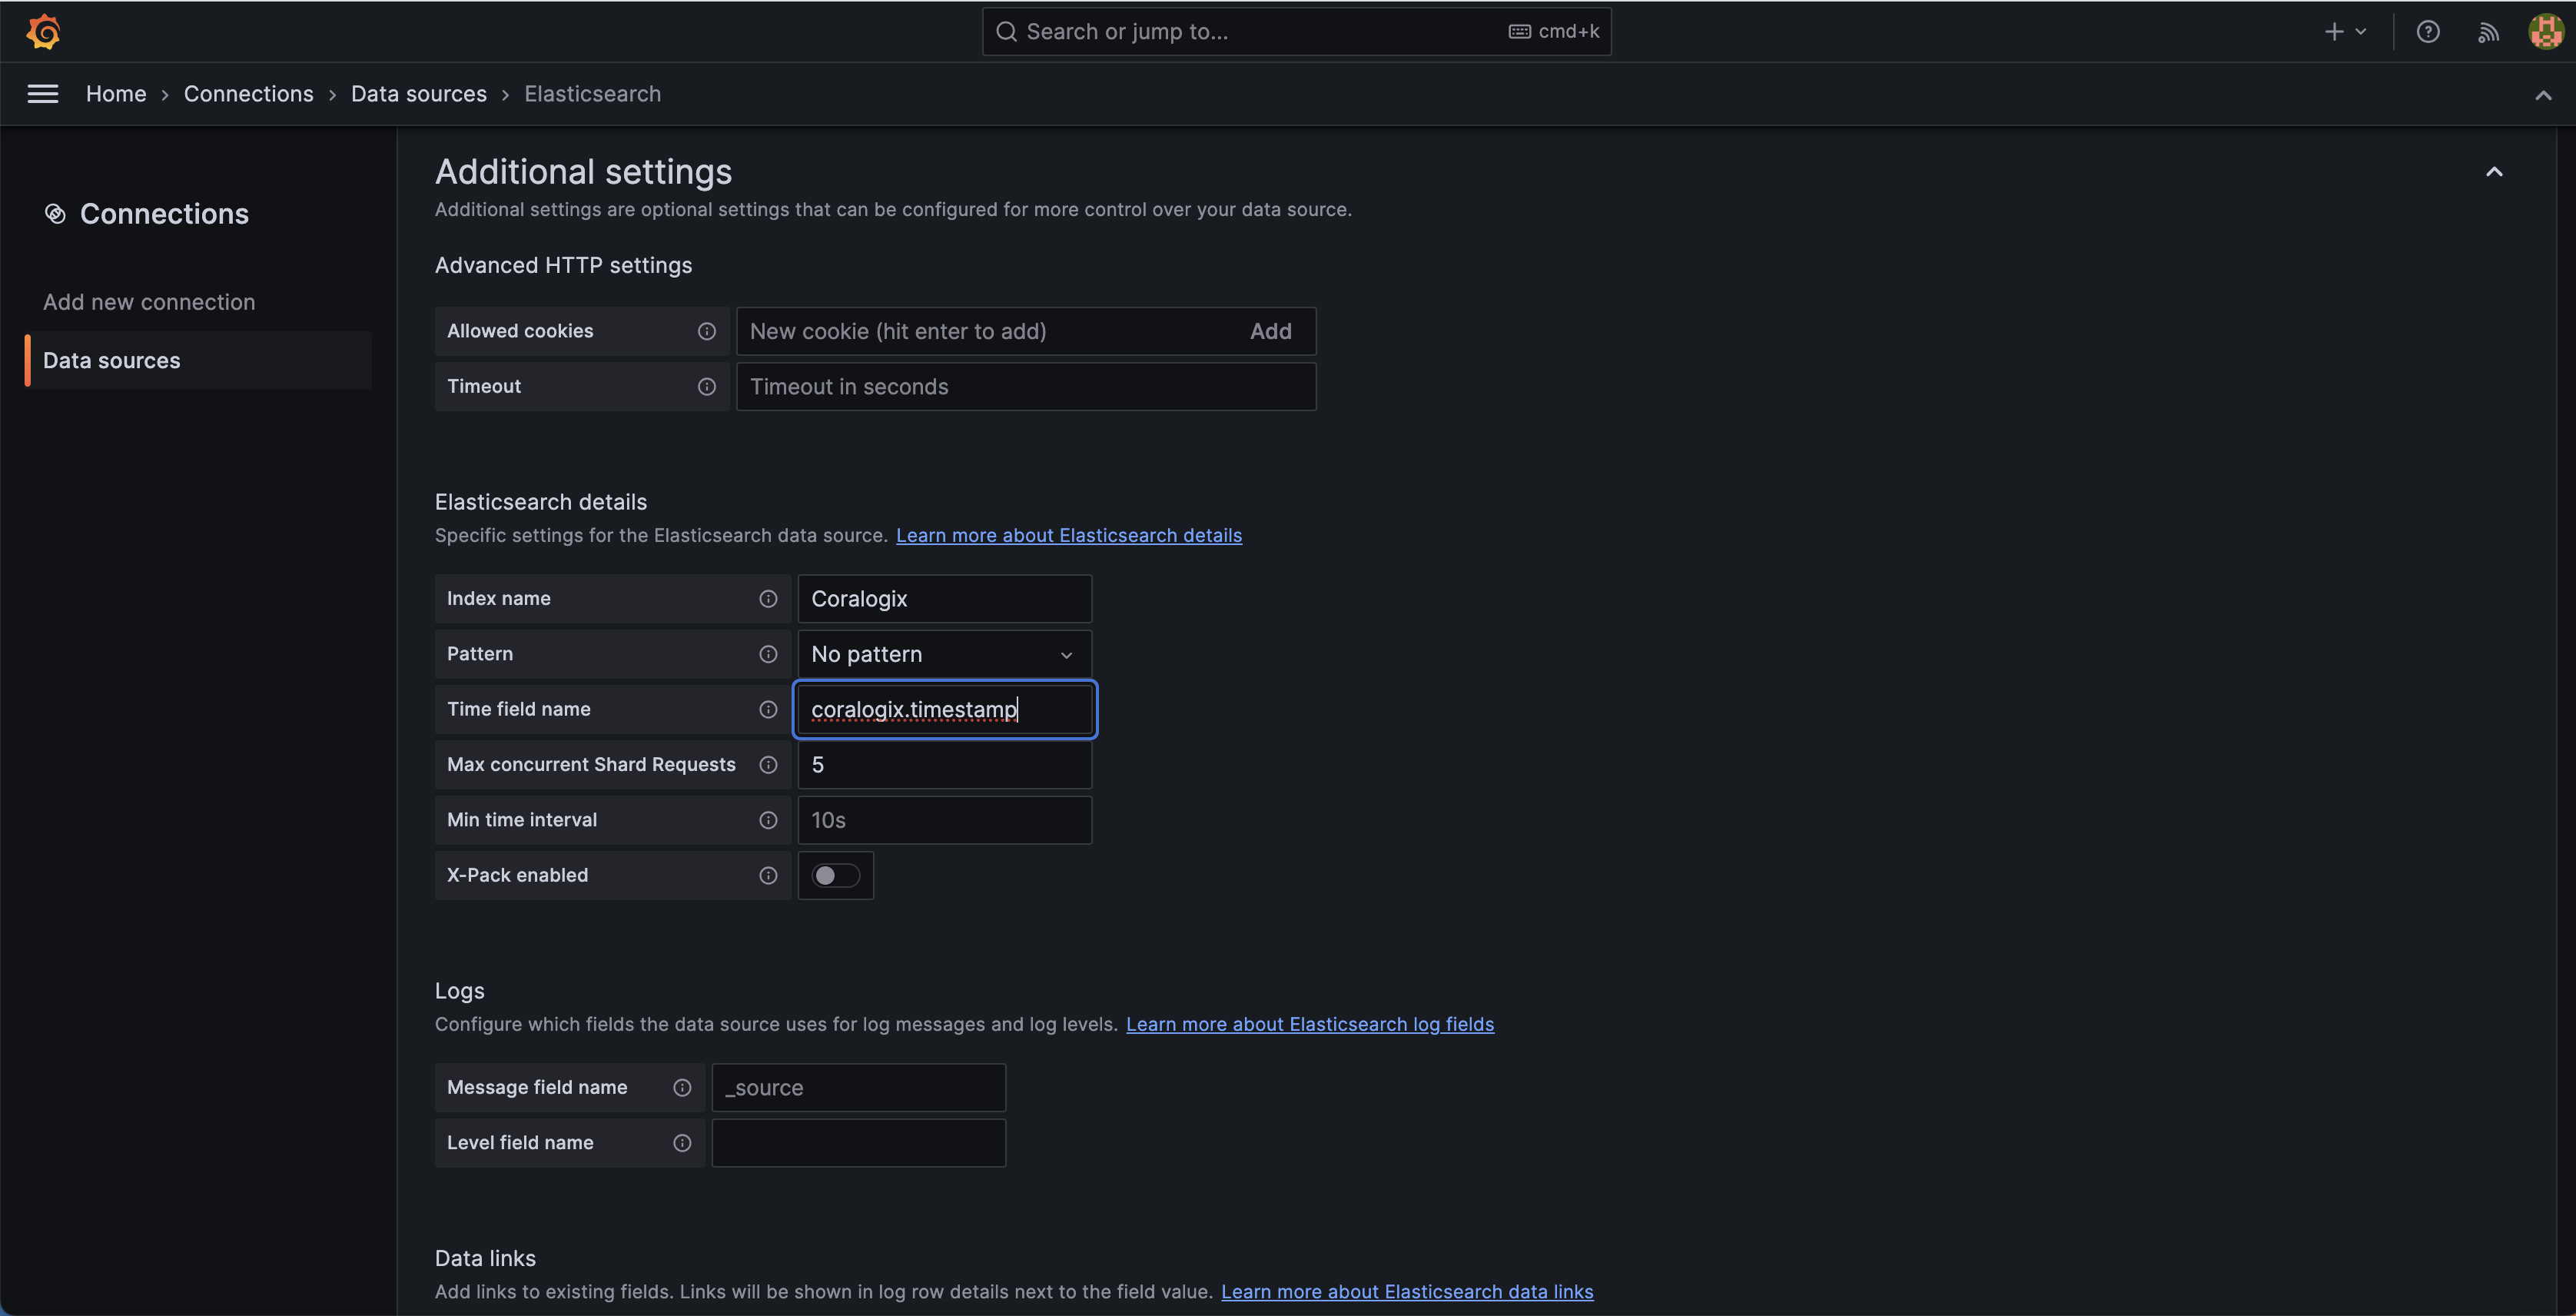 Search or jump to...
cmd+k
Home › Connections › Data sources › Elasticsearch
Connections
Add new connection
Data sources
Additional settings
Additional settings are optional settings that can be configured for more control over your data source.
Advanced HTTP settings
Allowed cookies
New cookie (hit enter to add)
Add
Timeout
Timeout in seconds
Elasticsearch details
Specific settings for the Elasticsearch data source. Learn more about Elasticsearch details
Index name
Coralogix
Pattern
No pattern
Time field name
coralogix.timestamp
Max concurrent Shard Requests
5
Min time interval
10s
X-Pack enabled
Logs
Configure which fields the data source uses for log messages and log levels. Learn more about Elasticsearch log fields
Message field name
_source
Level field name
Data links
Add links to existing fields. Links will be shown in log row details next to the field value. Learn more about Elasticsearch data links